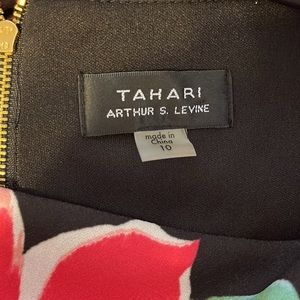 TAHARI
ARTHUR S. LEVINE
made in
China
10